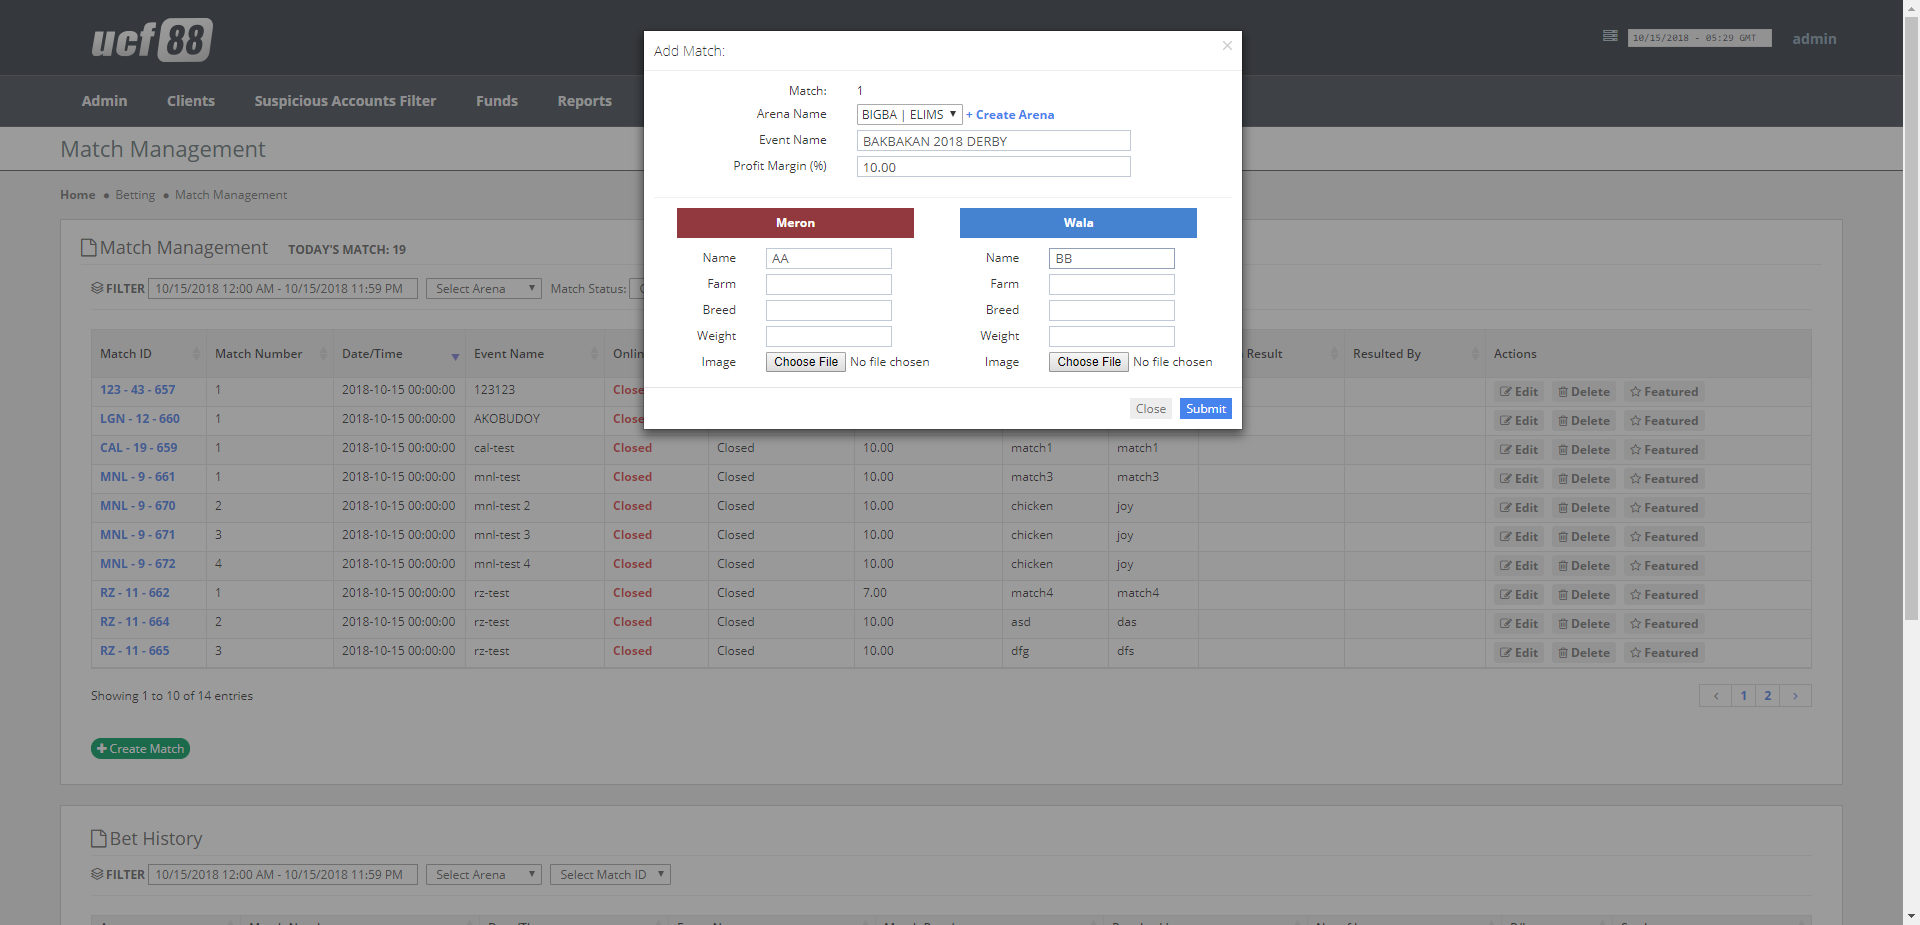 ucf 88
10/15/2018 - 05:29 GMT
admin
Admin Clients Suspicious Accounts Filter Funds Reports
Match Management
Home • Betting • Match Management
Match Management TODAY'S MATCH: 19
FILTER 10/15/2018 12:00 AM - 10/15/2018 11:59 PM Select Arena Match Status:
Add Match: ×
Match: 1
Arena Name BIGBA | ELIMS + Create Arena
Event Name BAKBAKAN 2018 DERBY
Profit Margin (%) 10.00
Meron Wala
Name AA Name BB
Farm Farm
Breed Breed
Weight Weight
Image Choose File No file chosen Image Choose File No file chosen
Close Submit
Match ID Match Number Date/Time Event Name Onlin Result Resulted By Actions
123 - 43 - 657 1 2018-10-15 00:00:00 123123 Close Edit Delete Featured
LGN - 12 - 660 1 2018-10-15 00:00:00 AKOBUDOY Close Edit Delete Featured
CAL - 19 - 659 1 2018-10-15 00:00:00 cal-test Closed Closed 10.00 match1 match1 Edit Delete Featured
MNL - 9 - 661 1 2018-10-15 00:00:00 mnl-test Closed Closed 10.00 match3 match3 Edit Delete Featured
MNL - 9 - 670 2 2018-10-15 00:00:00 mnl-test 2 Closed Closed 10.00 chicken joy Edit Delete Featured
MNL - 9 - 671 3 2018-10-15 00:00:00 mnl-test 3 Closed Closed 10.00 chicken joy Edit Delete Featured
MNL - 9 - 672 4 2018-10-15 00:00:00 mnl-test 4 Closed Closed 10.00 chicken joy Edit Delete Featured
RZ - 11 - 662 1 2018-10-15 00:00:00 rz-test Closed Closed 7.00 match4 match4 Edit Delete Featured
RZ - 11 - 664 2 2018-10-15 00:00:00 rz-test Closed Closed 10.00 asd das Edit Delete Featured
RZ - 11 - 665 3 2018-10-15 00:00:00 rz-test Closed Closed 10.00 dfg dfs Edit Delete Featured
Showing 1 to 10 of 14 entries ‹ 1 2 ›
+ Create Match
Bet History
FILTER 10/15/2018 12:00 AM - 10/15/2018 11:59 PM Select Arena Select Match ID